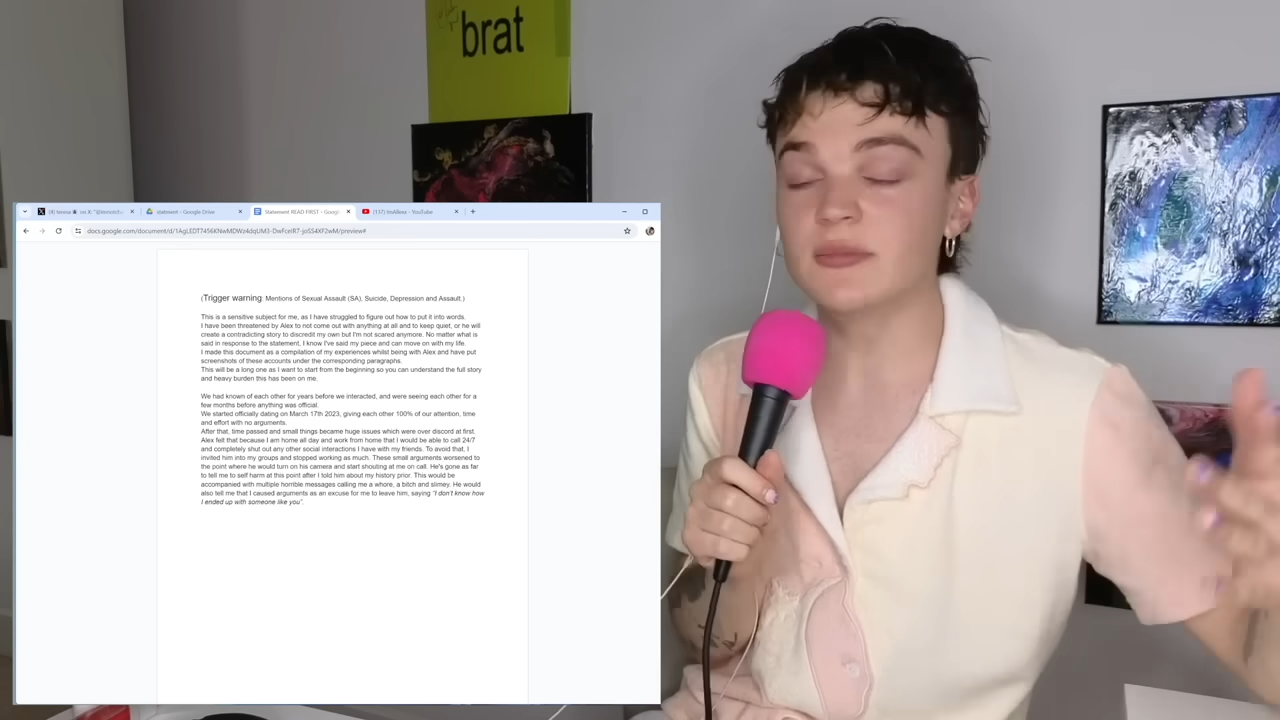 brat
statement - Google Drive
Statement READ FIRST - Goog
(137) ImAllexx - YouTube
(Trigger warning: Mentions of Sexual Assault (SA), Suicide, Depression and Assault.)
This is a sensitive subject for me, as I have struggled to figure out how to put it into words.
I have been threatened by Alex to not come out with anything at all and to keep quiet, or he will
create a contradicting story to discredit my own but I'm not scared anymore. No matter what is
said in response to the statement, I know I've said my piece and can move on with my life.
I made this document as a compilation of my experiences whilst being with Alex and have put
screenshots of these accounts under the corresponding paragraphs.
This will be a long one as I want to start from the beginning so you can understand the full story
and heavy burden this has been on me.
We had known of each other for years before we interacted, and were seeing each other for a
few months before anything was official.
We started officially dating on March 17th 2023, giving each other 100% of our attention, time
and effort with no arguments.
After that, time passed and small things became huge issues which were over discord at first.
Alex felt that because I am home all day and work from home that I would be able to call 24/7
and completely shut out any other social interactions I have with my friends. To avoid that, I
invited him into my groups and stopped working as much. These small arguments worsened to
the point where he would turn on his camera and start shouting at me on call. He's gone as far
to tell me to self harm at this point after I told him about my history prior. This would be
accompanied with multiple horrible messages calling me a whore, a bitch and slimey. He would
also tell me that I caused arguments as an excuse for me to leave him, saying "I don't know how
I ended up with someone like you".